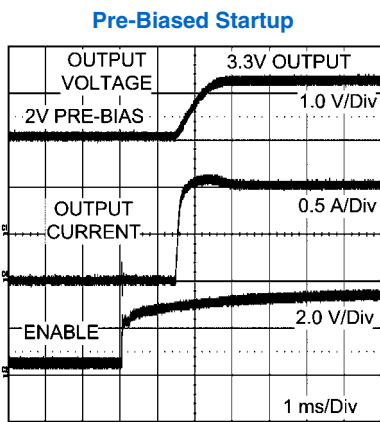 Pre-Biased Startup
OUTPUT
VOLTAGE
3.3V OUTPUT
1.0 V/Div
2V PRE-BIAS
OUTPUT
CURRENT
0.5 A/Div
ENABLE
2.0 V/Div
1 ms/Div